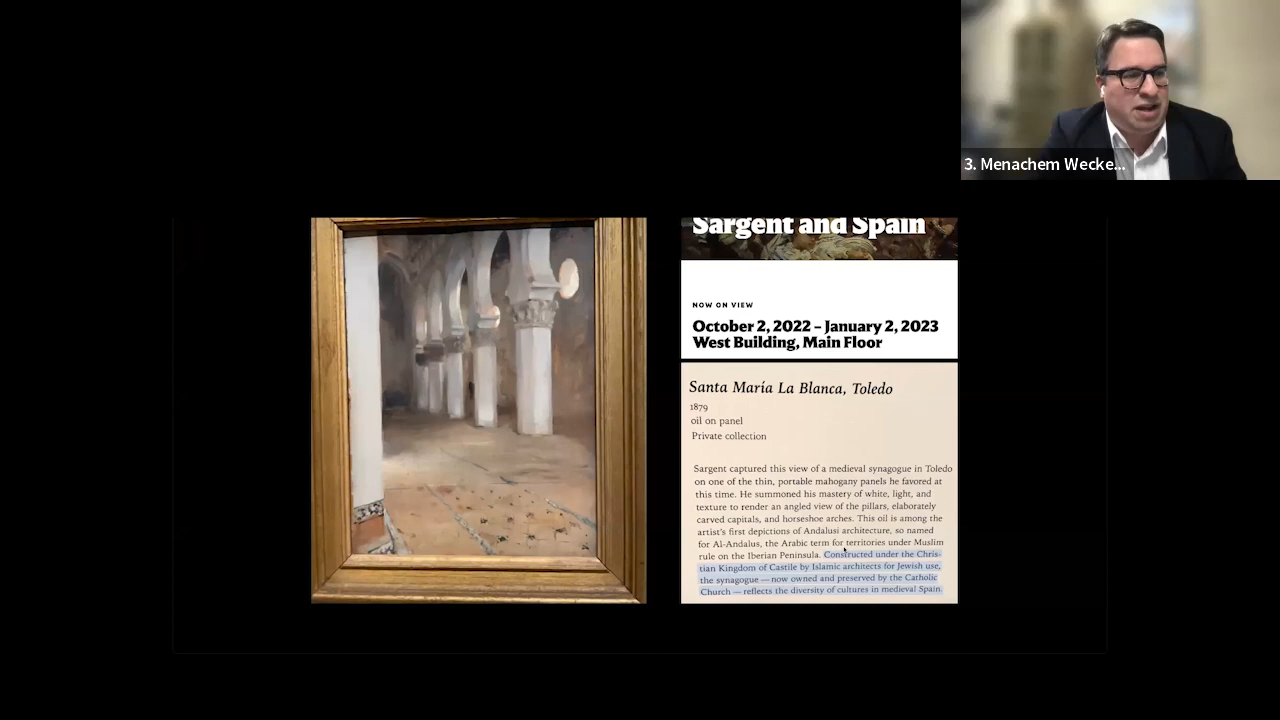 3. Menachem Wecke...
Sargent and Spain
NOW ON VIEW
October 2, 2022 – January 2, 2023
West Building, Main Floor
Santa María La Blanca, Toledo
1879
oil on panel
Private collection
Sargent captured this view of a medieval synagogue in Toledo
on one of the thin, portable mahogany panels he favored at
this time. He summoned his mastery of white, light, and
texture to render an angled view of the pillars, elaborately
carved capitals, and horseshoe arches. This oil is among the
artist's first depictions of Andalusi architecture, so named
for Al-Andalus, the Arabic term for territories under Muslim
rule on the Iberian Peninsula. Constructed under the Chris-
tian Kingdom of Castile by Islamic architects for Jewish use,
the synagogue — now owned and preserved by the Catholic
Church — reflects the diversity of cultures in medieval Spain.